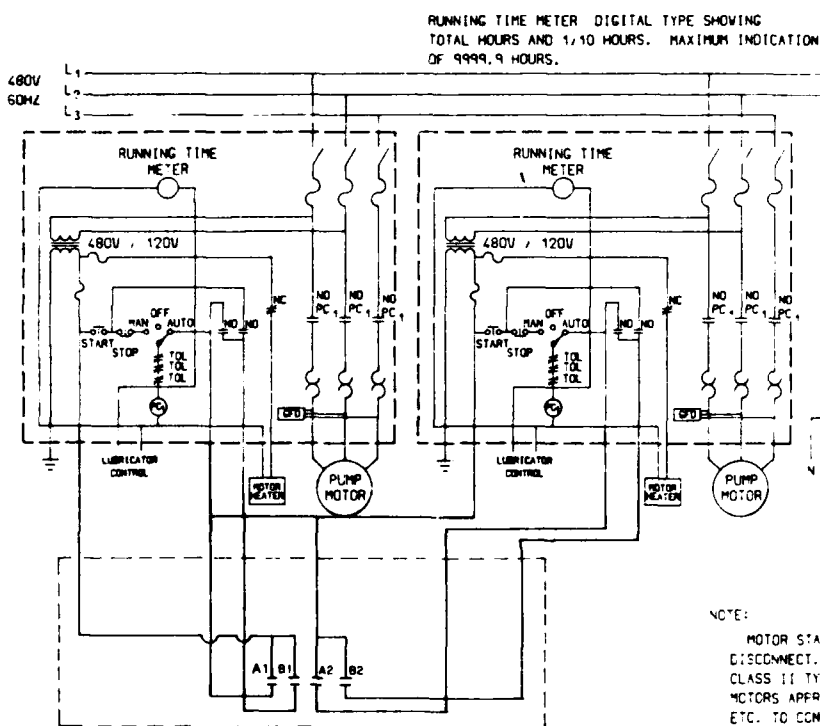 RUNNING TIME METER DIGITAL TYPE SHOWING
TOTAL HOURS AND 1/10 HOURS. MAXIMUM INDICATION
OF 9999.9 HOURS.
480V
60HZ
L1
L2
L3
RUNNING TIME
METER
480V / 120V
NC
NO
PC1
NO
PC1
NO
PC1
OFF
MAN
AUTO
NO
NO
START
STOP
TOL
TOL
TOL
GFD
LUBRICATOR
CONTROL
MOTOR
HEATER
PUMP
MOTOR
RUNNING TIME
METER
480V / 120V
NC
NO
PC1
NO
PC1
NO
PC1
OFF
MAN
AUTO
NO
NO
START
STOP
TOL
TOL
TOL
GFD
LUBRICATOR
CONTROL
MOTOR
HEATER
PUMP
MOTOR
A1
B1
A2
B2
NOTE:
MOTOR STA
DISCONNECT.
CLASS II TY
MOTORS APPR
ETC. TO COM